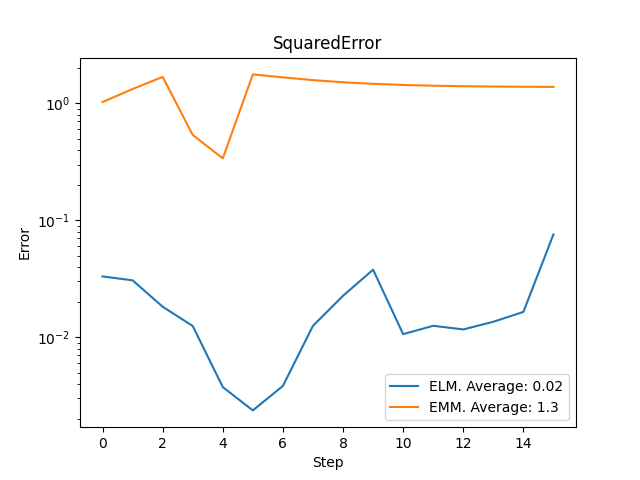 SquaredError
Error
10^0
10^-1
10^-2
ELM. Average: 0.02
EMM. Average: 1.3
0 2 4 6 8 10 12 14
Step